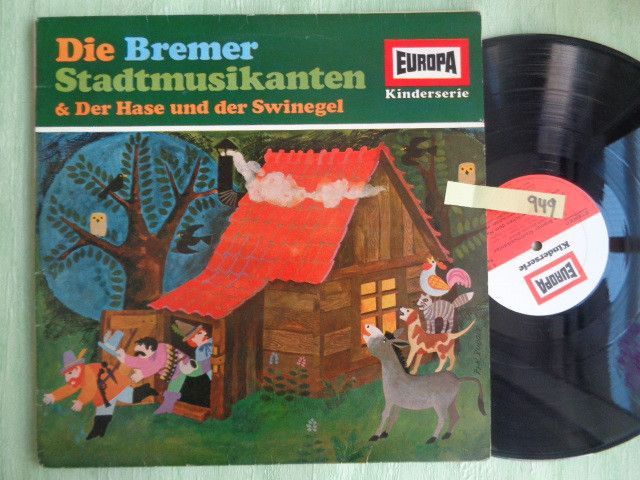 Die Bremer
Stadtmusikanten
& Der Hase und der Swinegel
EUROPA
Kinderserie
949
Kinderserie
EUROPA